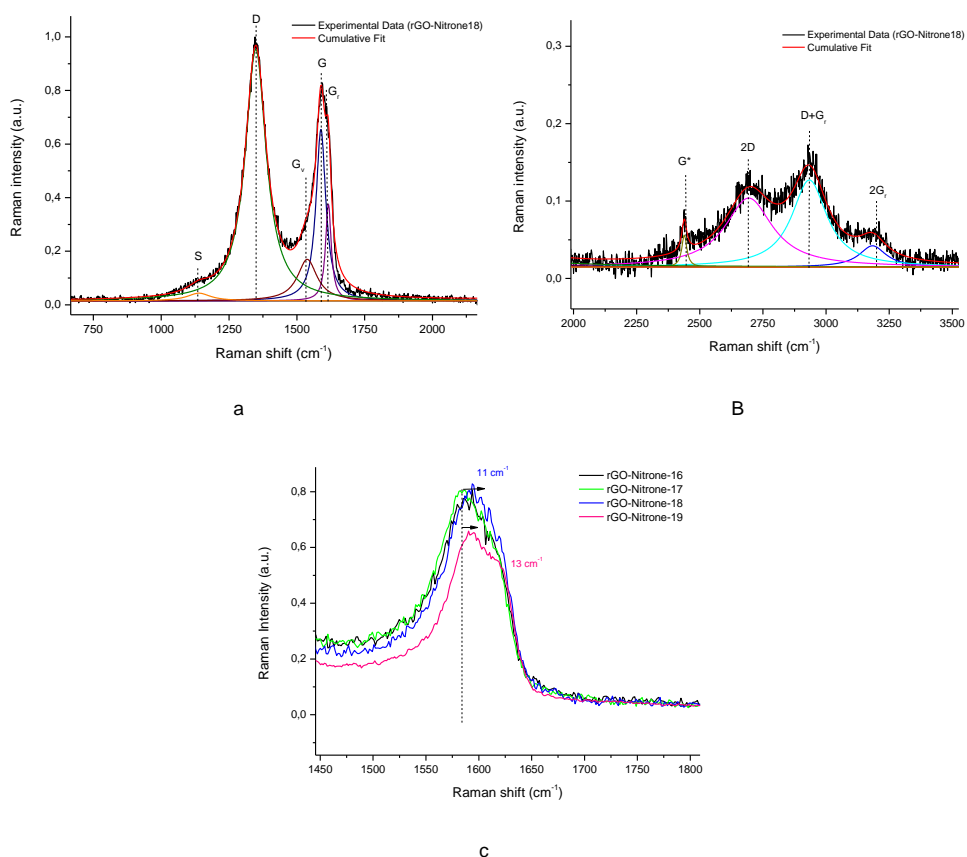 D
Experimental Data (rGO-Nitrone18)
Cumulative Fit
G
Gr
Gv
S
1,0
0,8
0,6
0,4
0,2
0,0
Raman intensity (a.u.)
750 1000 1250 1500 1750 2000
Raman shift (cm-1)
a
Experimental Data (rGO-Nitrone18)
Cumulative Fit
D+Gr
2D
G*
2Gr
0,3
0,2
0,1
0,0
Raman intensity (a.u.)
2000 2250 2500 2750 3000 3250 3500
Raman shift (cm-1)
B
11 cm-1
13 cm-1
rGO-Nitrone-16
rGO-Nitrone-17
rGO-Nitrone-18
rGO-Nitrone-19
0,8
0,6
0,4
0,2
0,0
Raman Intensity (a.u.)
1450 1500 1550 1600 1650 1700 1750 1800
Raman shift (cm-1)
c